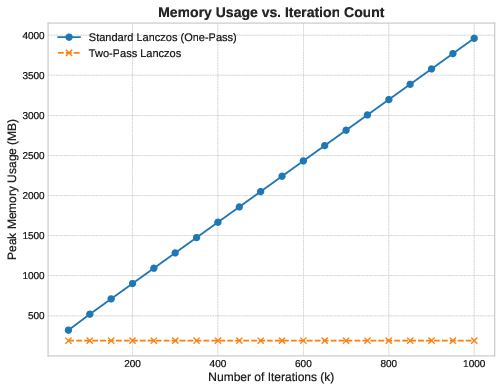 Memory Usage vs. Iteration Count
Standard Lanczos (One-Pass)
Two-Pass Lanczos
Peak Memory Usage (MB)
4000
3500
3000
2500
2000
1500
1000
500
200
400
600
800
1000
Number of Iterations (k)